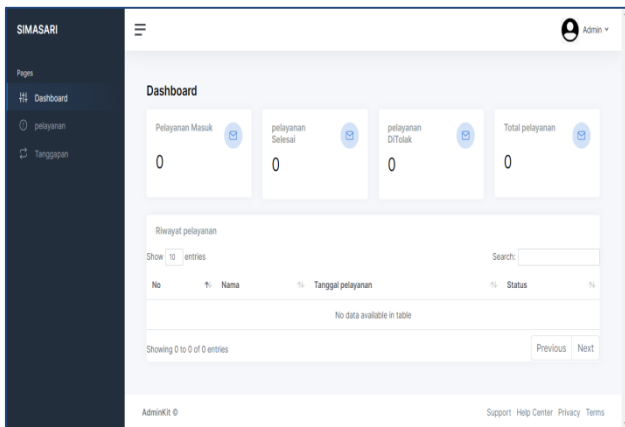 SIMASARI
Admin
Pages
Dashboard
pelayanan
Tanggapan
Dashboard
Pelayanan Masuk
0
pelayanan
Selesai
0
pelayanan
DiTolak
0
Total pelayanan
0
Riwayat pelayanan
Show 10 entries
Search:
No Nama Tanggal pelayanan Status
No data available in table
Showing 0 to 0 of 0 entries
Previous Next
AdminKit ©
Support Help Center Privacy Terms